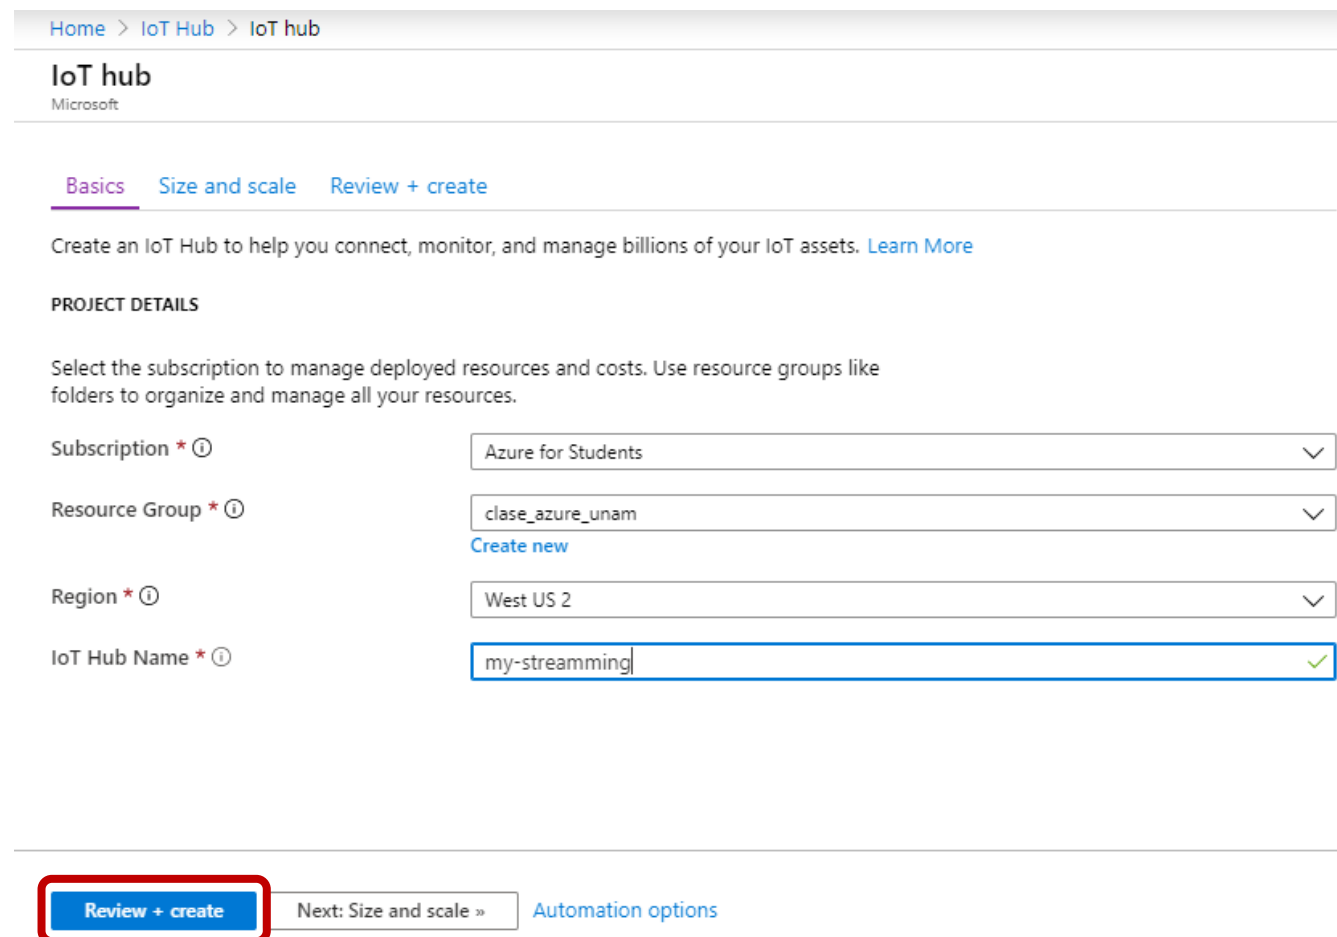 Home > IoT Hub > IoT hub
IoT hub
Microsoft
Basics Size and scale Review + create
Create an IoT Hub to help you connect, monitor, and manage billions of your IoT assets. Learn More
PROJECT DETAILS
Select the subscription to manage deployed resources and costs. Use resource groups like
folders to organize and manage all your resources.
Subscription * Azure for Students
Resource Group * clase_azure_unam
Create new
Region * West US 2
IoT Hub Name * my-streamming
Review + create Next: Size and scale » Automation options